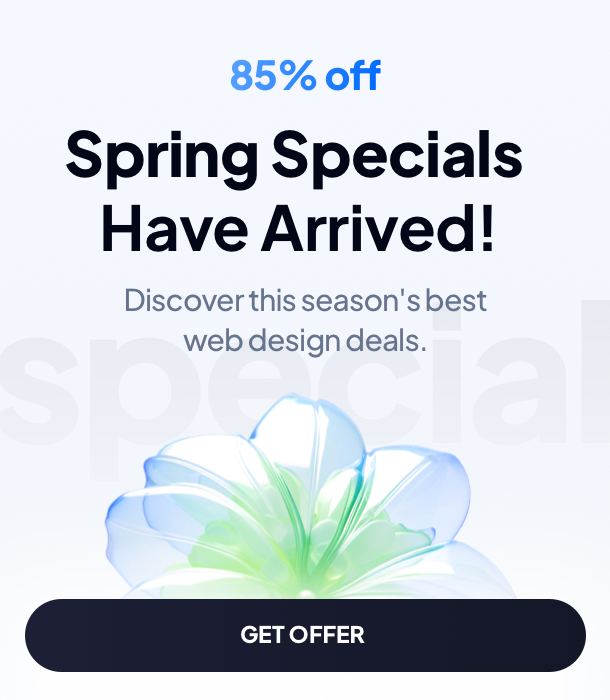 85% off
Spring Specials
Have Arrived!
Discover this season's best
web design deals.
special
GET OFFER